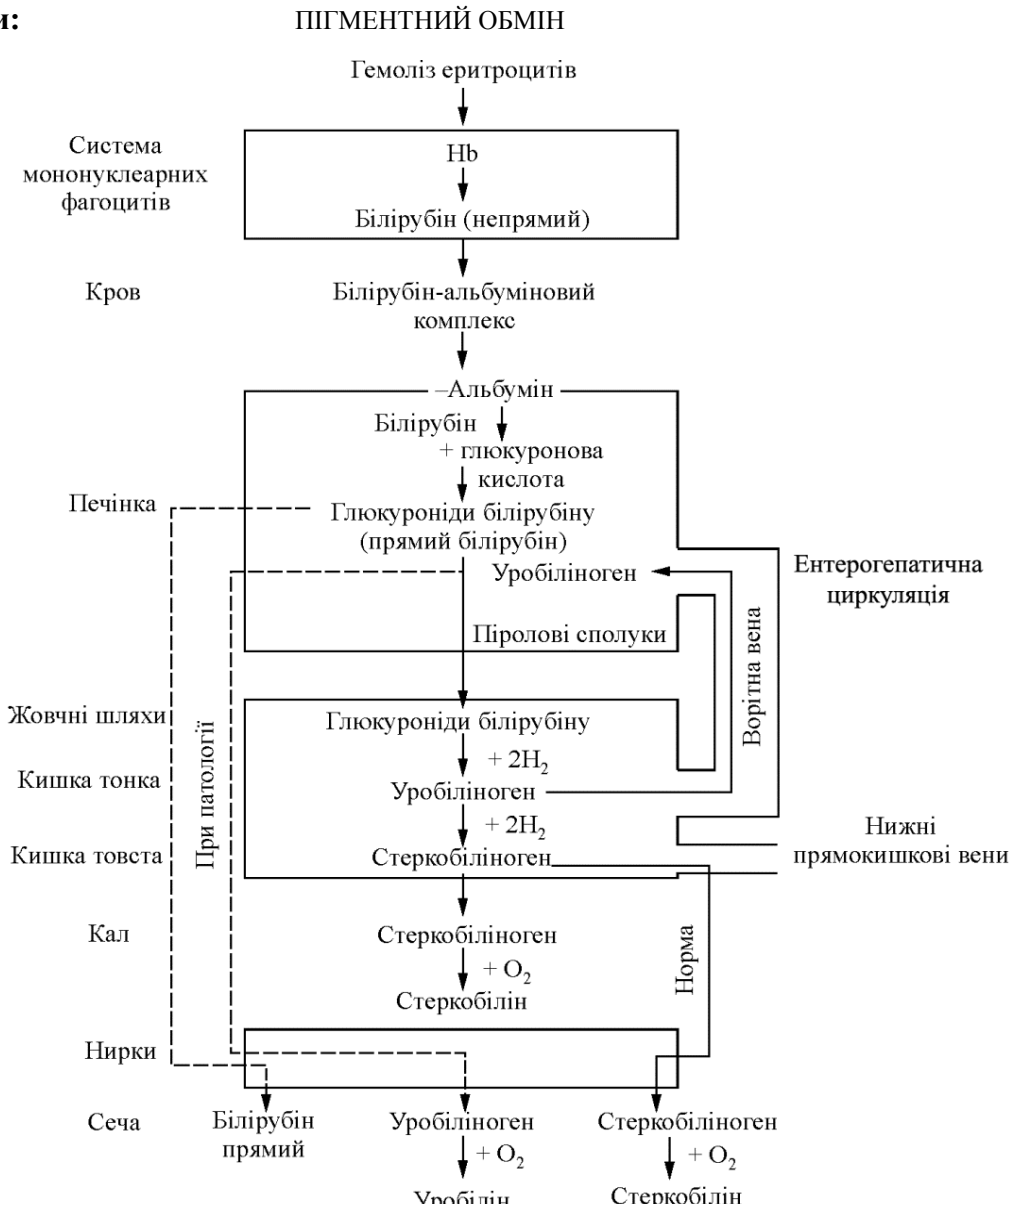 и:
ПІГМЕНТНИЙ ОБМІН
Гемоліз еритроцитів
Система
мононуклеарних
фагоцитів
Hb
Білірубін (непрямий)
Кров
Білірубін-альбуміновий
комплекс
–Альбумін
Білірубін
+ глюкуронова
кислота
Печінка
Глюкуроніди білірубіну
(прямий білірубін)
Уробіліноген
Ентерогепатична
циркуляція
Піролові сполуки
Ворітна вена
Жовчні шляхи
Глюкуроніди білірубіну
При патології
+ 2H₂
Кишка тонка
Уробіліноген
+ 2H₂
Кишка товста
Стеркобіліноген
Нижні
прямокишкові вени
Кал
Стеркобіліноген
Норма
+ O₂
Стеркобілін
Нирки
Сеча
Білірубін
прямий
Уробіліноген
Стеркобіліноген
+ O₂
+ O₂
Уробілін
Стеркобілін